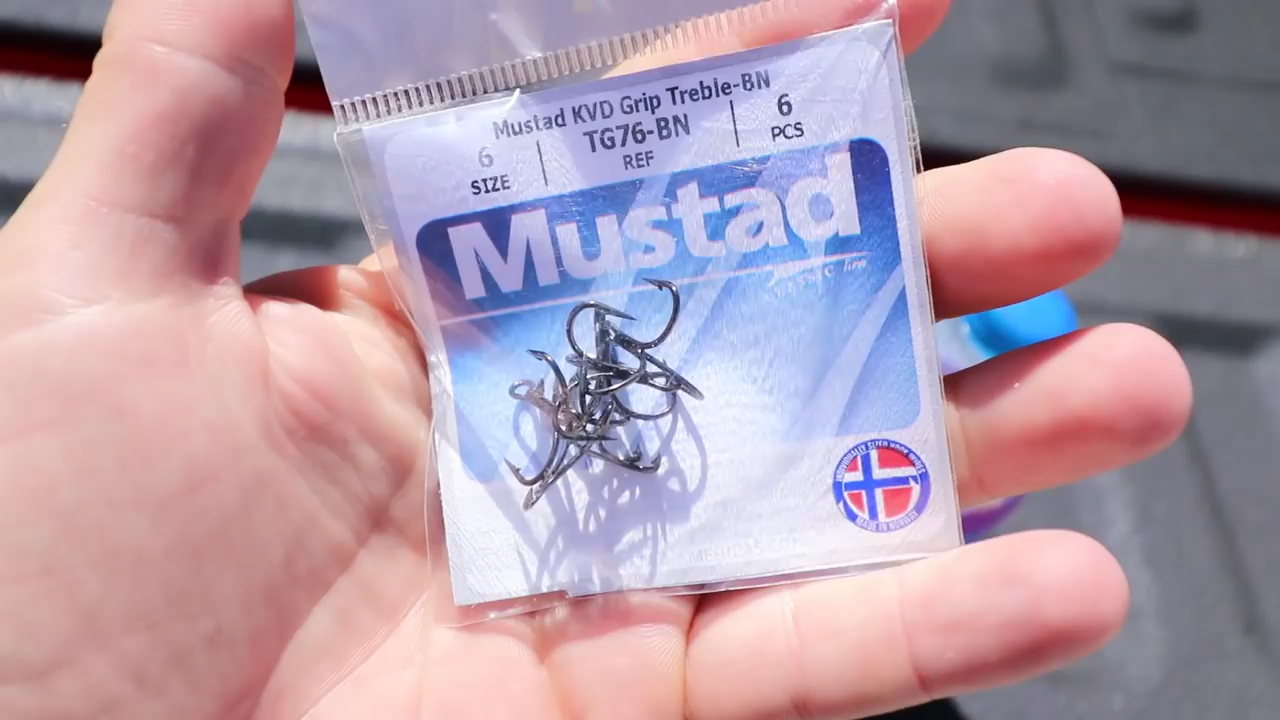 Mustad KVD Grip Treble-BN
6
SIZE
TG76-BN
REF
6
PCS
Mustad
MADE IN NORWAY